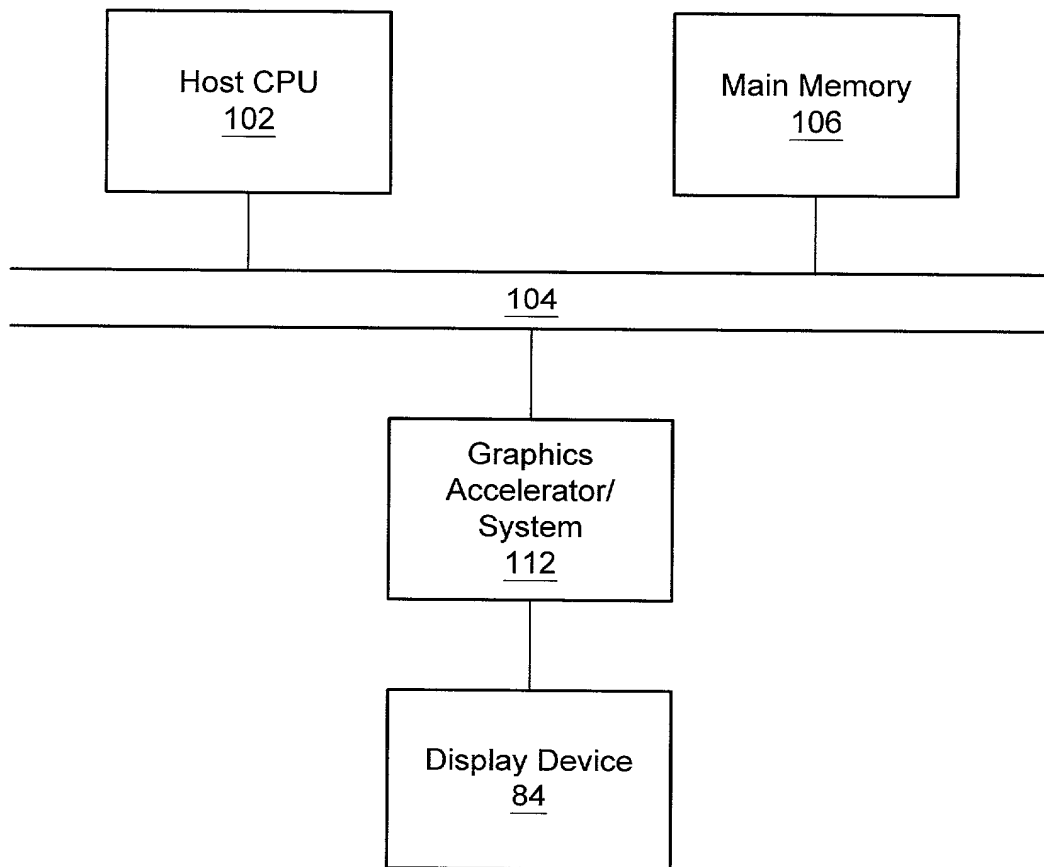 Host CPU
102
Main Memory
106
104
Graphics
Accelerator/
System
112
Display Device
84